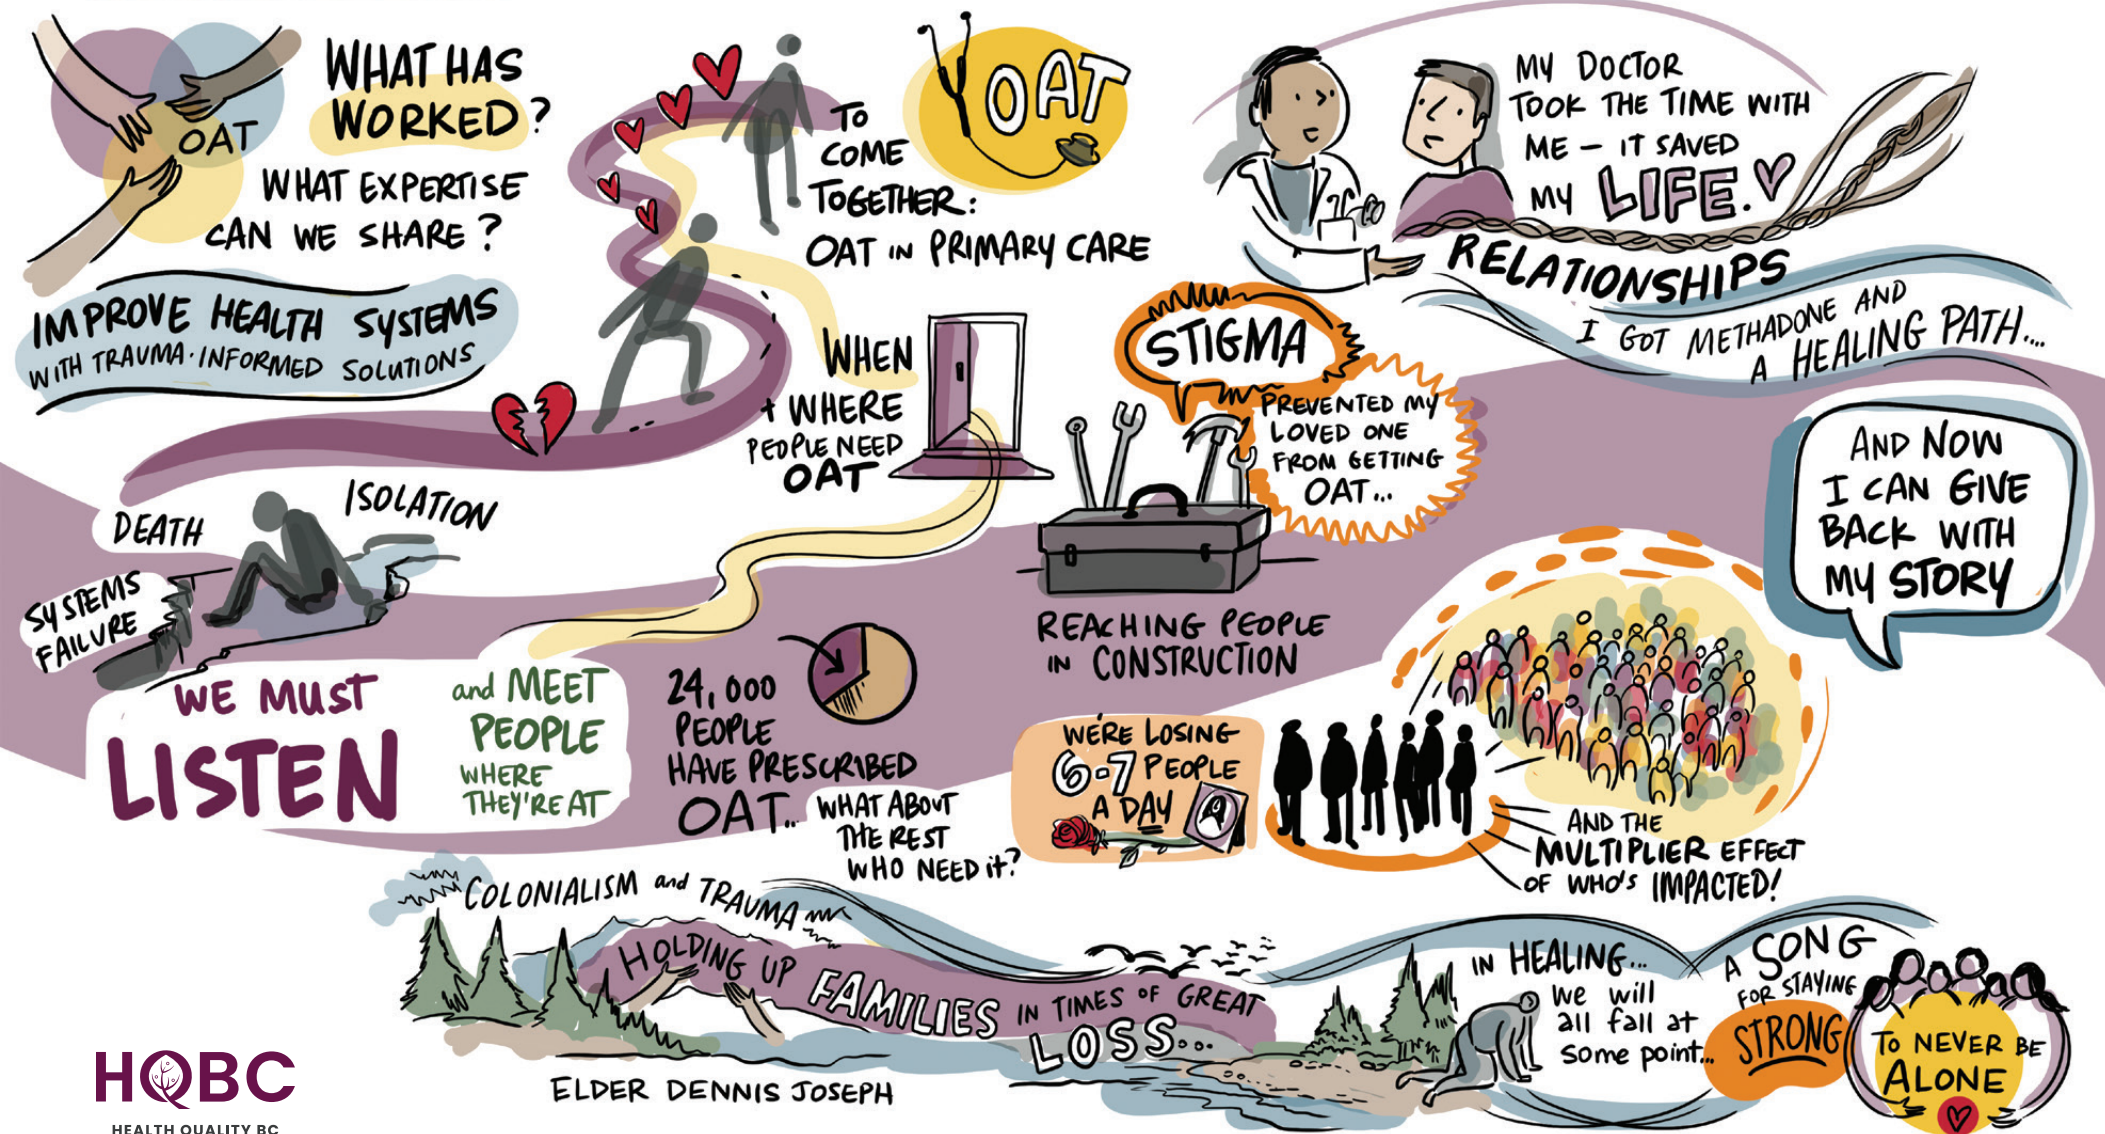 OAT
WHAT HAS
WORKED?
WHAT EXPERTISE
CAN WE SHARE?
IMPROVE HEALTH SYSTEMS
WITH TRAUMA·INFORMED SOLUTIONS
TO
COME
TOGETHER:
OAT IN PRIMARY CARE
OAT
MY DOCTOR
TOOK THE TIME WITH
ME – IT SAVED
MY LIFE.
RELATIONSHIPS
I GOT METHADONE AND
A HEALING PATH....
WHEN
+ WHERE
PEOPLE NEED
OAT
STIGMA
PREVENTED MY
LOVED ONE
FROM GETTING
OAT...
AND NOW
I CAN GIVE
BACK WITH
MY STORY
DEATH
ISOLATION
SYSTEMS
FAILURE
WE MUST
LISTEN
and MEET
PEOPLE
WHERE
THEY'RE AT
24,000
PEOPLE
HAVE PRESCRIBED
OAT...
WHAT ABOUT
THE REST
WHO NEED it?
REACHING PEOPLE
IN CONSTRUCTION
WE'RE LOSING
6-7 PEOPLE
A DAY
AND THE
MULTIPLIER EFFECT
OF WHO'S IMPACTED!
COLONIALISM and TRAUMA
HOLDING UP FAMILIES IN TIMES OF GREAT
LOSS...
ELDER DENNIS JOSEPH
IN HEALING...
we will
all fall at
some point...
A SONG
FOR STAYING
STRONG
To NEVER BE
ALONE
HQBC
HEALTH QUALITY BC